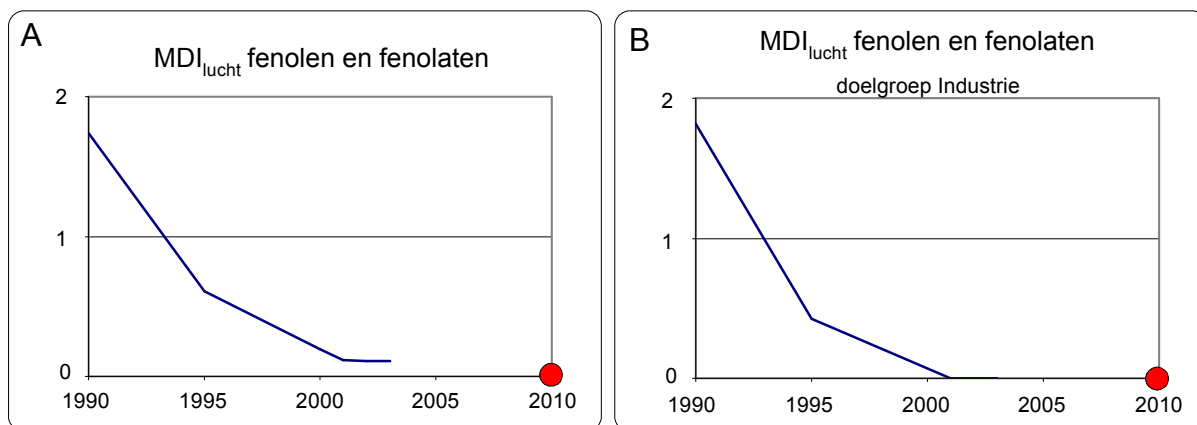 A
MDIlucht fenolen en fenolaten
2
1
0
1990 1995 2000 2005 2010
B
MDIlucht fenolen en fenolaten
doelgroep Industrie
2
1
0
1990 1995 2000 2005 2010